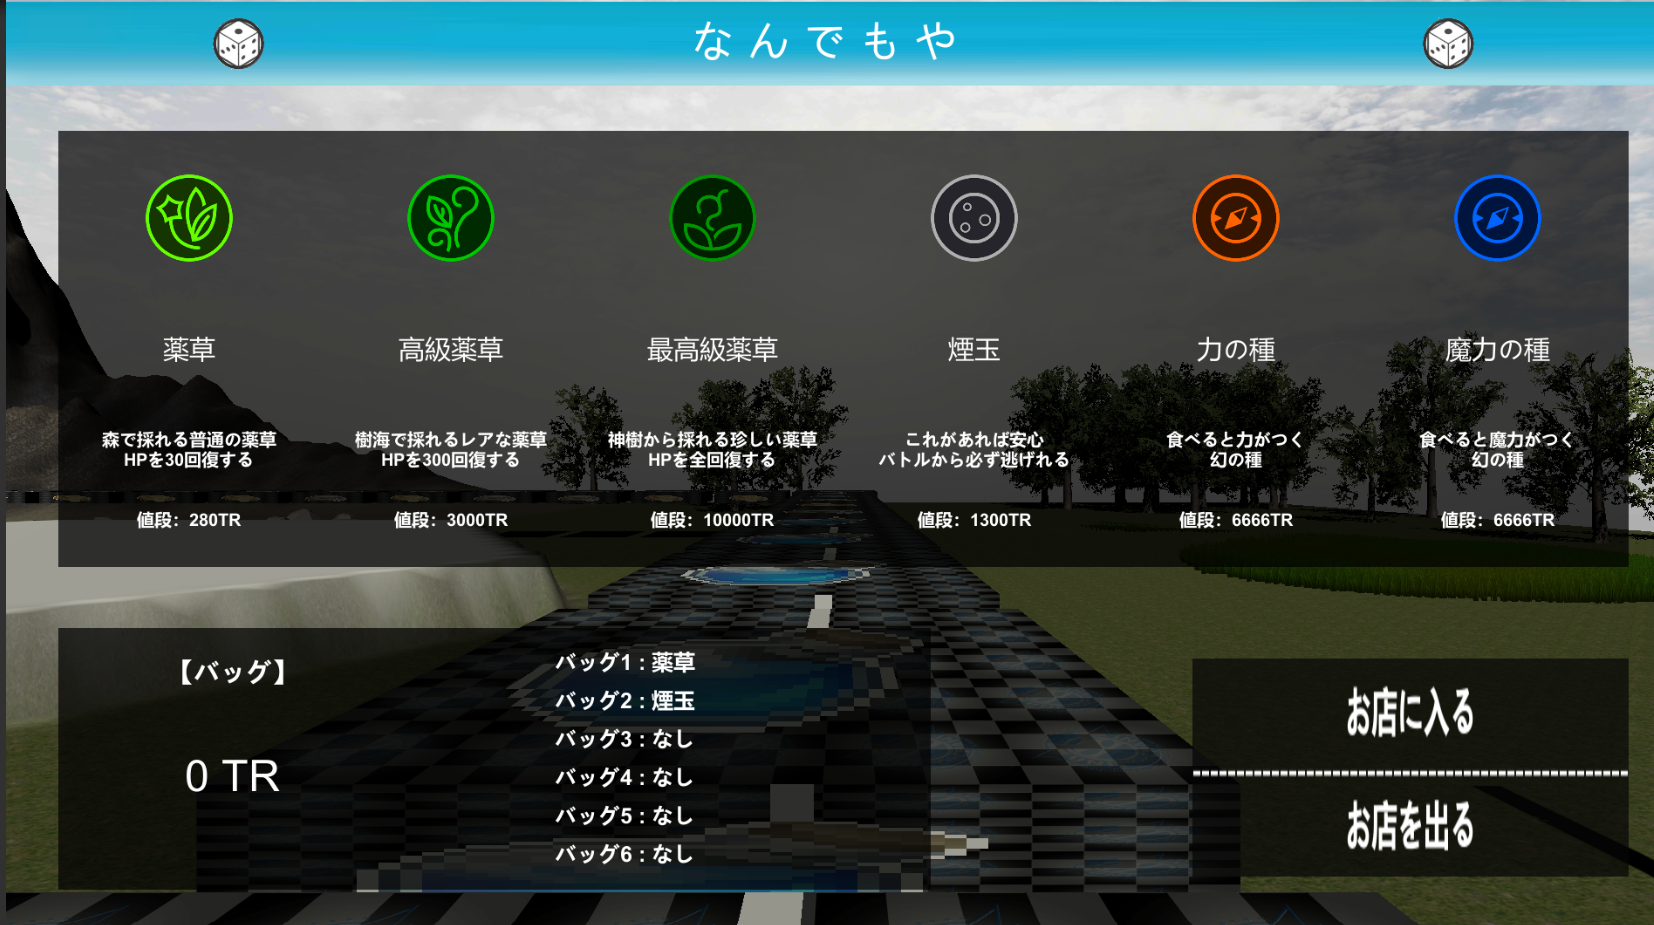 なんでもや
薬草
森で採れる普通の薬草
HPを30回復する
値段：280TR
高級薬草
樹海で採れるレアな薬草
HPを300回復する
値段：3000TR
最高級薬草
神樹から採れる珍しい薬草
HPを全回復する
値段：10000TR
煙玉
これがあれば安心
バトルから必ず逃げれる
値段：1300TR
力の種
食べると力がつく
幻の種
値段：6666TR
魔力の種
食べると魔力がつく
幻の種
値段：6666TR
【バッグ】
0 TR
バッグ1 : 薬草
バッグ2 : 煙玉
バッグ3 : なし
バッグ4 : なし
バッグ5 : なし
バッグ6 : なし
お店に入る
お店を出る